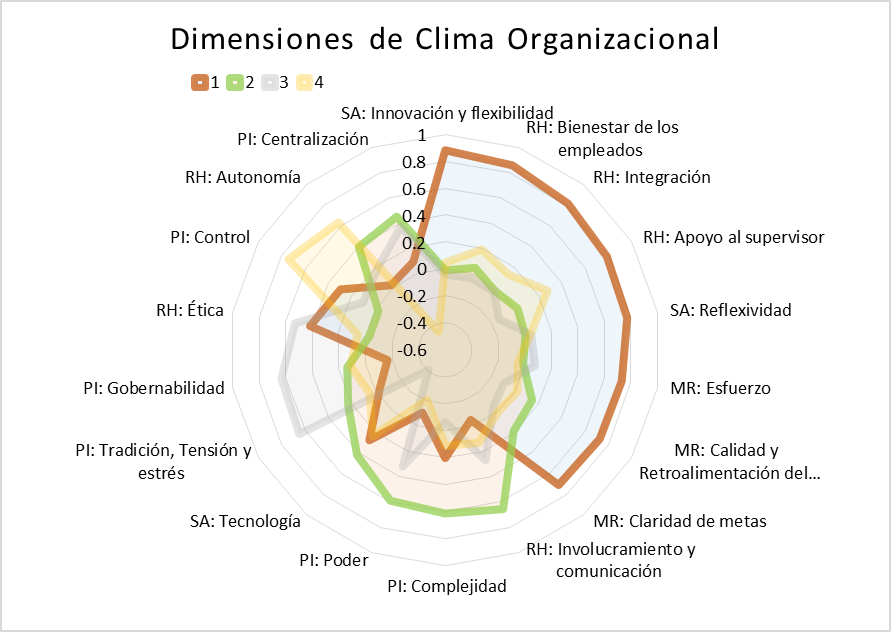 Dimensiones de Clima Organizacional
1 2 3 4
SA: Innovación y flexibilidad
RH: Bienestar de los
empleados
RH: Integración
RH: Apoyo al supervisor
SA: Reflexividad
MR: Esfuerzo
MR: Calidad y
Retroalimentación del...
MR: Claridad de metas
RH: Involucramiento y
comunicación
PI: Complejidad
PI: Poder
SA: Tecnología
PI: Tradición, Tensión y
estrés
PI: Gobernabilidad
RH: Ética
PI: Control
RH: Autonomía
PI: Centralización
1
0.8
0.6
0.4
0.2
0
-0.2
-0.4
-0.6